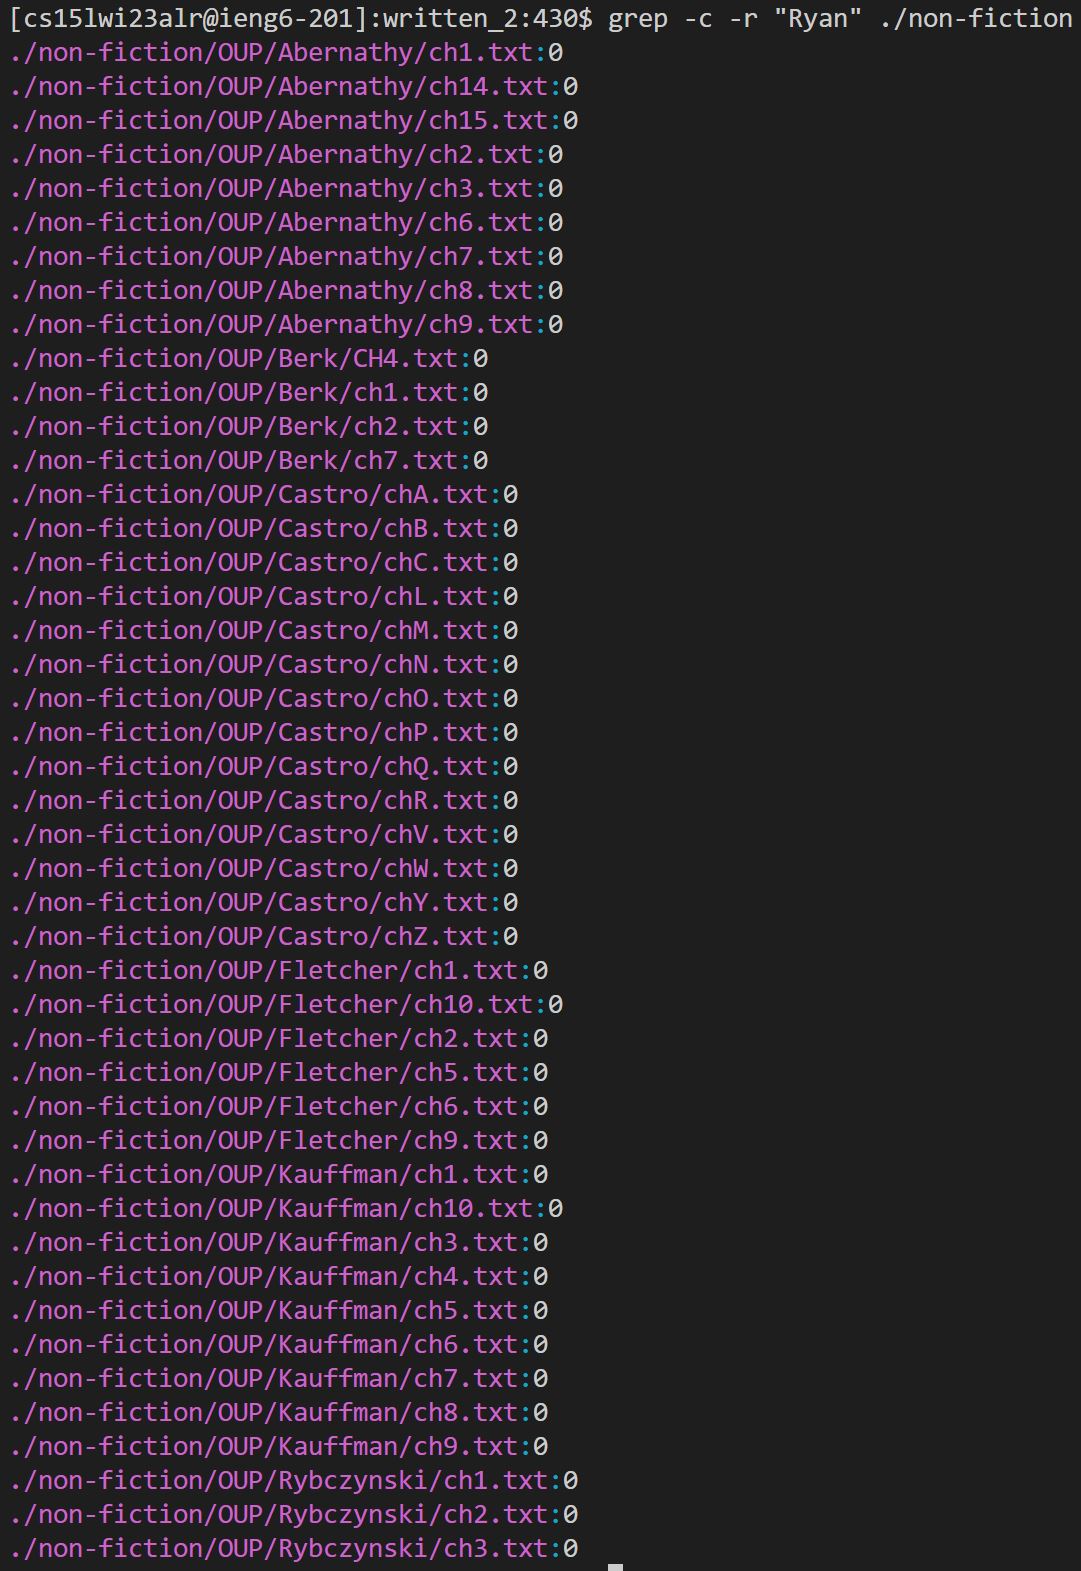 [cs15lwi23alr@ieng6-201]:written_2:430$ grep -c -r "Ryan" ./non-fiction
./non-fiction/OUP/Abernathy/ch1.txt:0
./non-fiction/OUP/Abernathy/ch14.txt:0
./non-fiction/OUP/Abernathy/ch15.txt:0
./non-fiction/OUP/Abernathy/ch2.txt:0
./non-fiction/OUP/Abernathy/ch3.txt:0
./non-fiction/OUP/Abernathy/ch6.txt:0
./non-fiction/OUP/Abernathy/ch7.txt:0
./non-fiction/OUP/Abernathy/ch8.txt:0
./non-fiction/OUP/Abernathy/ch9.txt:0
./non-fiction/OUP/Berk/CH4.txt:0
./non-fiction/OUP/Berk/ch1.txt:0
./non-fiction/OUP/Berk/ch2.txt:0
./non-fiction/OUP/Berk/ch7.txt:0
./non-fiction/OUP/Castro/chA.txt:0
./non-fiction/OUP/Castro/chB.txt:0
./non-fiction/OUP/Castro/chC.txt:0
./non-fiction/OUP/Castro/chL.txt:0
./non-fiction/OUP/Castro/chM.txt:0
./non-fiction/OUP/Castro/chN.txt:0
./non-fiction/OUP/Castro/chO.txt:0
./non-fiction/OUP/Castro/chP.txt:0
./non-fiction/OUP/Castro/chQ.txt:0
./non-fiction/OUP/Castro/chR.txt:0
./non-fiction/OUP/Castro/chV.txt:0
./non-fiction/OUP/Castro/chW.txt:0
./non-fiction/OUP/Castro/chY.txt:0
./non-fiction/OUP/Castro/chZ.txt:0
./non-fiction/OUP/Fletcher/ch1.txt:0
./non-fiction/OUP/Fletcher/ch10.txt:0
./non-fiction/OUP/Fletcher/ch2.txt:0
./non-fiction/OUP/Fletcher/ch5.txt:0
./non-fiction/OUP/Fletcher/ch6.txt:0
./non-fiction/OUP/Fletcher/ch9.txt:0
./non-fiction/OUP/Kauffman/ch1.txt:0
./non-fiction/OUP/Kauffman/ch10.txt:0
./non-fiction/OUP/Kauffman/ch3.txt:0
./non-fiction/OUP/Kauffman/ch4.txt:0
./non-fiction/OUP/Kauffman/ch5.txt:0
./non-fiction/OUP/Kauffman/ch6.txt:0
./non-fiction/OUP/Kauffman/ch7.txt:0
./non-fiction/OUP/Kauffman/ch8.txt:0
./non-fiction/OUP/Kauffman/ch9.txt:0
./non-fiction/OUP/Rybczynski/ch1.txt:0
./non-fiction/OUP/Rybczynski/ch2.txt:0
./non-fiction/OUP/Rybczynski/ch3.txt:0